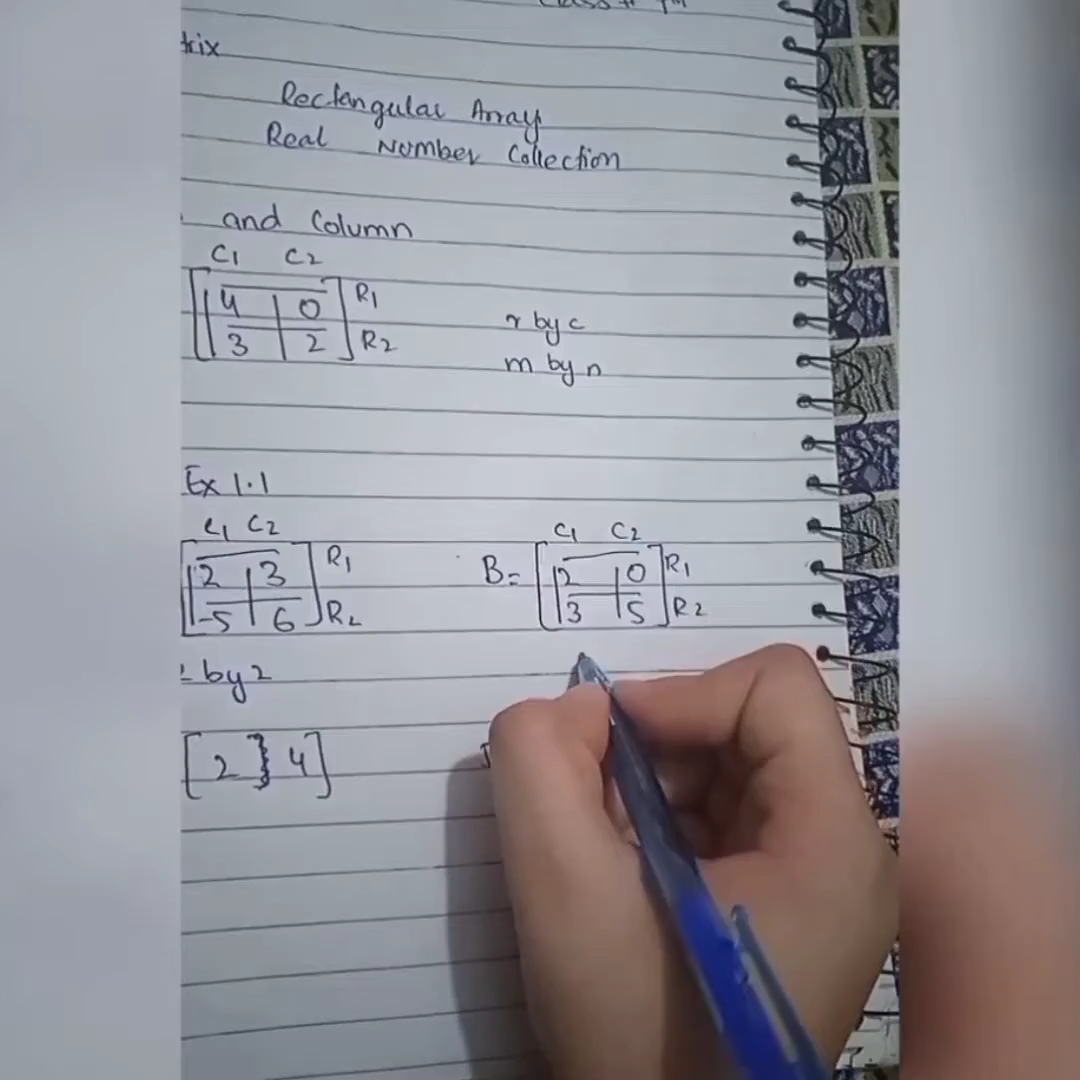 Class # 9th
trix
Rectangular Array
Real Number Collection
and Column
C1 C2
4 0 R1
3 2 R2
r by c
m by n
Ex 1.1
C1 C2
2 3 R1
-5 6 R2
C1 C2
B= 2 0 R1
3 5 R2
by 2
[2 4]